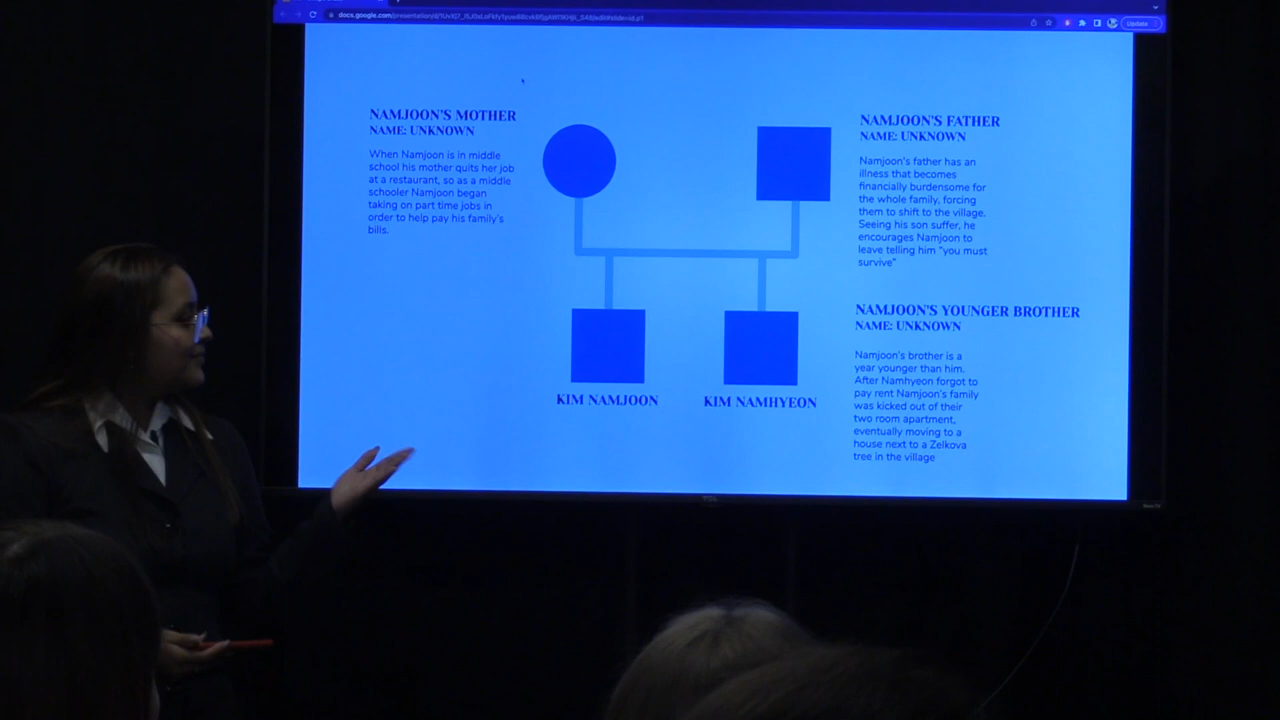 docs.google.com
Update
NAMJOON'S MOTHER
NAME: UNKNOWN
When Namjoon is in middle
school his mother quits her job
at a restaurant, so as a middle
schooler Namjoon began
taking on part time jobs in
order to help pay his family's
bills.
NAMJOON'S FATHER
NAME: UNKNOWN
Namjoon's father has an
illness that becomes
financially burdensome for
the whole family, forcing
them to shift to the village.
Seeing his son suffer, he
encourages Namjoon to
leave telling him "you must
survive"
KIM NAMJOON
KIM NAMHYEON
NAMJOON'S YOUNGER BROTHER
NAME: UNKNOWN
Namjoon's brother is a
year younger than him.
After Namhyeon forgot to
pay rent Namjoon's family
was kicked out of their
two room apartment,
eventually moving to a
house next to a Zelkova
tree in the village
TCL